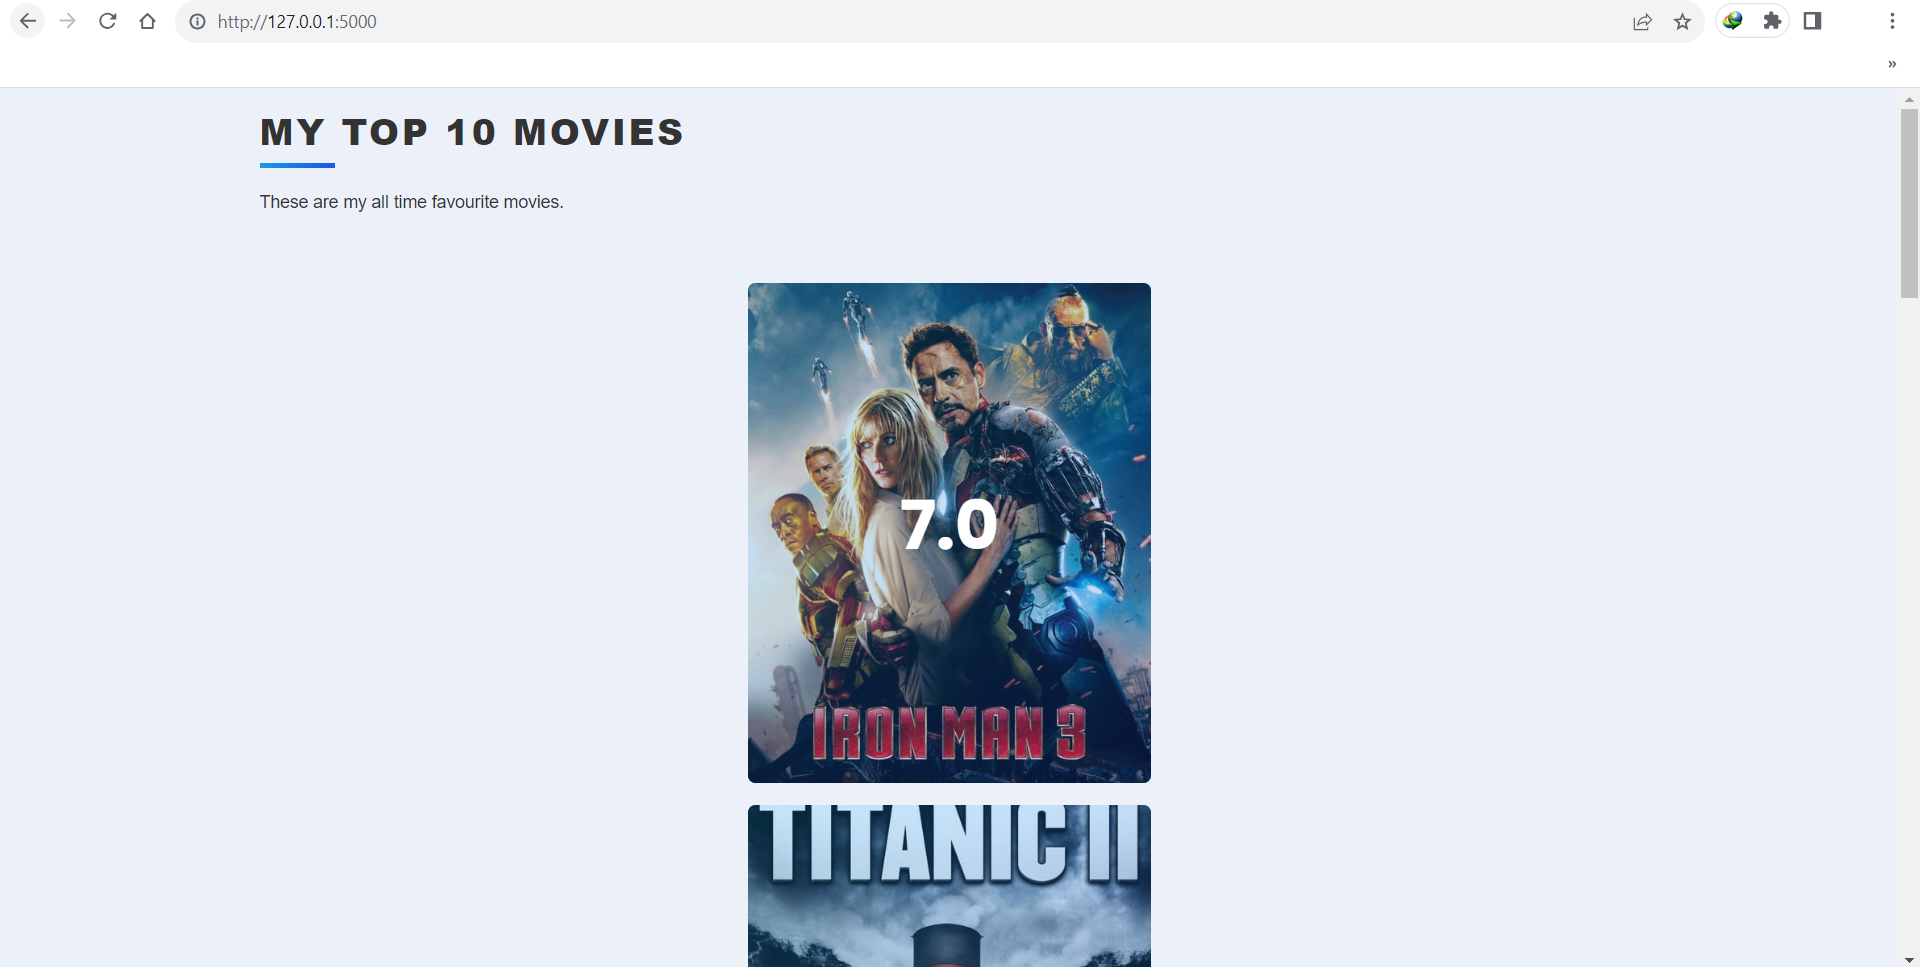 http://127.0.0.1:5000
»
MY TOP 10 MOVIES
These are my all time favourite movies.
7.0
IRON MAN 3
TITANIC II